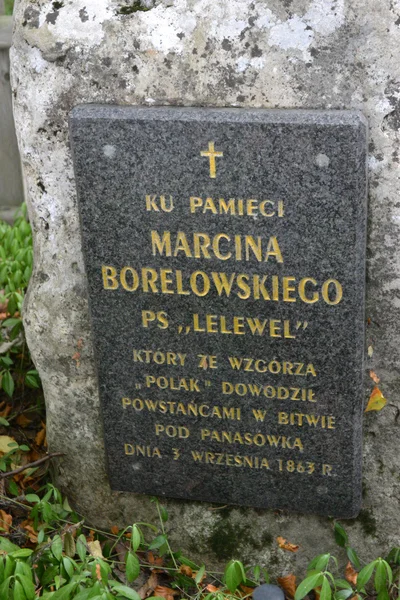 KU PAMIĘCI
MARCINA
BORELOWSKIEGO
PS „LELEWEL”
KTÓRY ZE WZGÓRZA
„POLAK” DOWODZIŁ
POWSTAŃCAMI W BITWIE
POD PANASÓWKĄ
DNIA 3 WRZEŚNIA 1863 R.